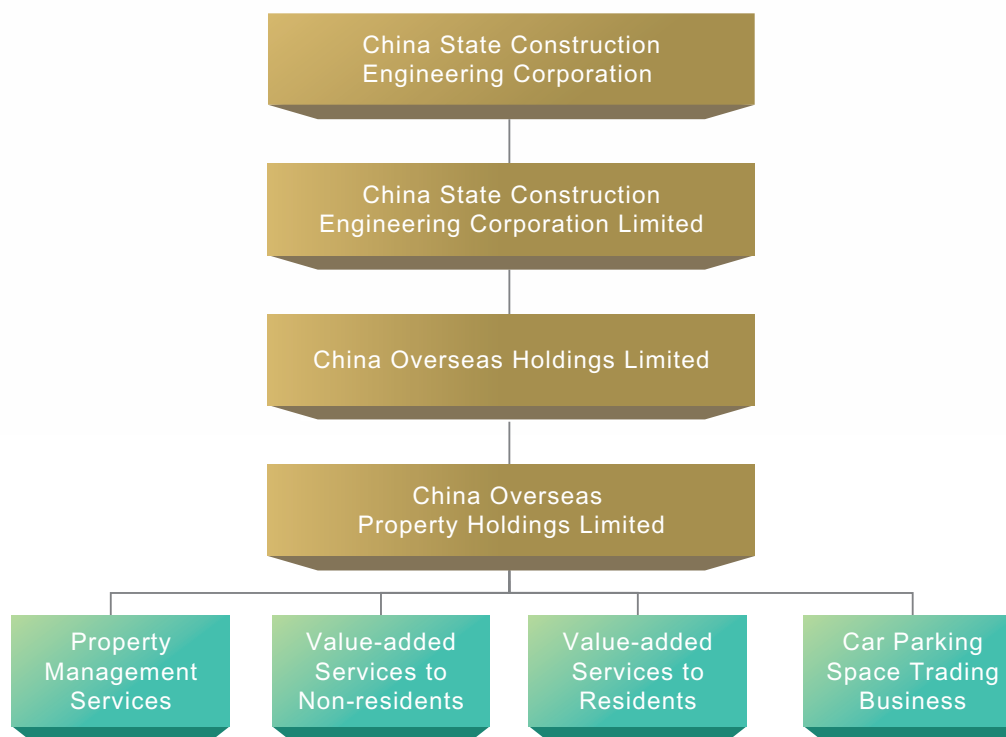 China State Construction
Engineering Corporation
China State Construction
Engineering Corporation Limited
China Overseas Holdings Limited
China Overseas
Property Holdings Limited
Property
Management
Services
Value-added
Services to
Non-residents
Value-added
Services to
Residents
Car Parking
Space Trading
Business